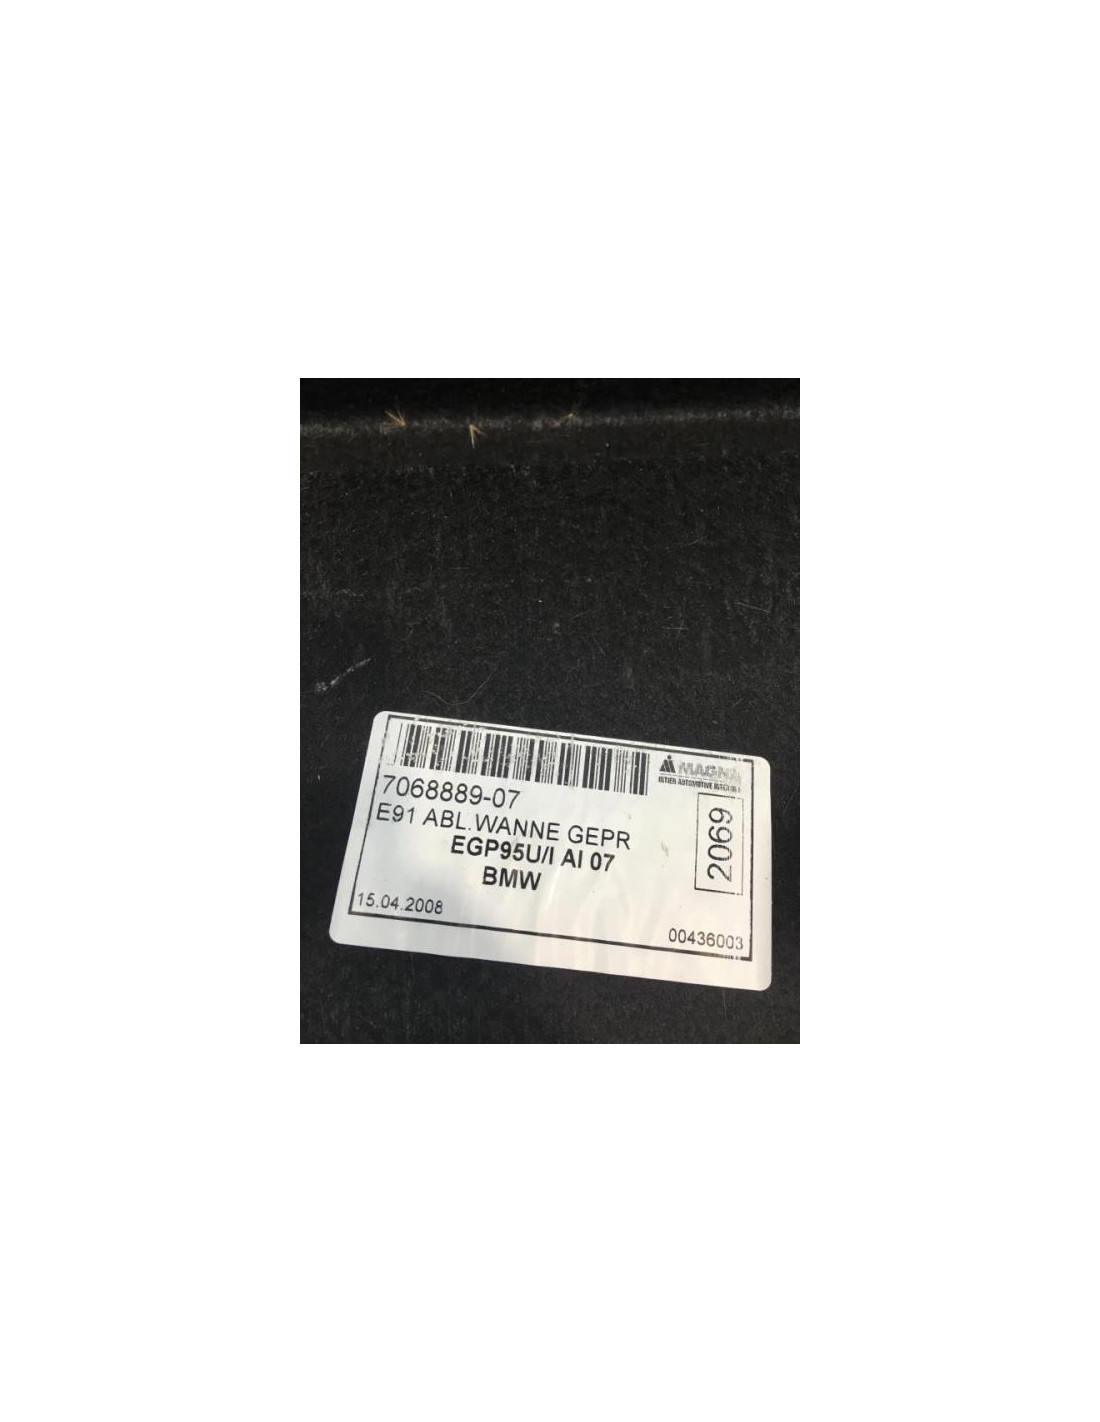 MAGNA
7068889-07
E91 ABL.WANNE GEPR
EGP95U/I AI 07
BMW
2069
15.04.2008
00436003